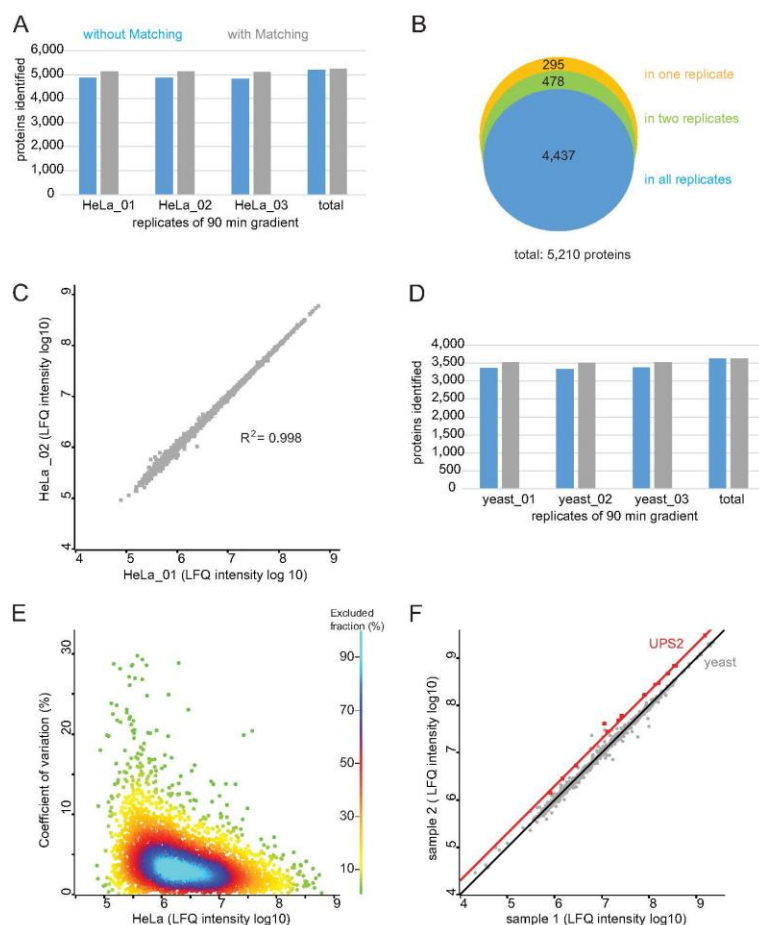 A
without Matching
with Matching
6,000
5,000
4,000
3,000
2,000
1,000
0
proteins identified
HeLa_01
HeLa_02
HeLa_03
total
replicates of 90 min gradient
B
295
478
4,437
in one replicate
in two replicates
in all replicates
total: 5,210 proteins
C
9
8
7
6
5
4
HeLa _02 (LFQ intensity log10)
R2= 0.998
4
5
6
7
8
9
HeLa_01 (LFQ intensity log 10)
D
4,000
3,500
3,000
2,500
2,000
1,500
1,000
500
0
proteins identified
yeast_01
yeast_02
yeast_03
total
replicates of 90 min gradient
E
30
20
10
0
Coefficient of variation (%)
5
6
7
8
9
HeLa (LFQ intensity log10)
Excluded
fraction (%)
90
70
50
30
10
F
9
8
7
6
5
4
sample 2 ( LFQ intensity log10)
UPS2
yeast
4
5
6
7
8
9
sample 1 (LFQ intensity log10)